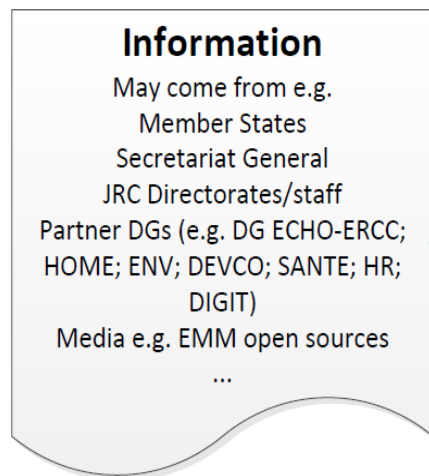 Information
May come from e.g.
Member States
Secretariat General
JRC Directorates/staff
Partner DGs (e.g. DG ECHO-ERCC;
HOME; ENV; DEVCO; SANTE; HR;
DIGIT)
Media e.g. EMM open sources
...